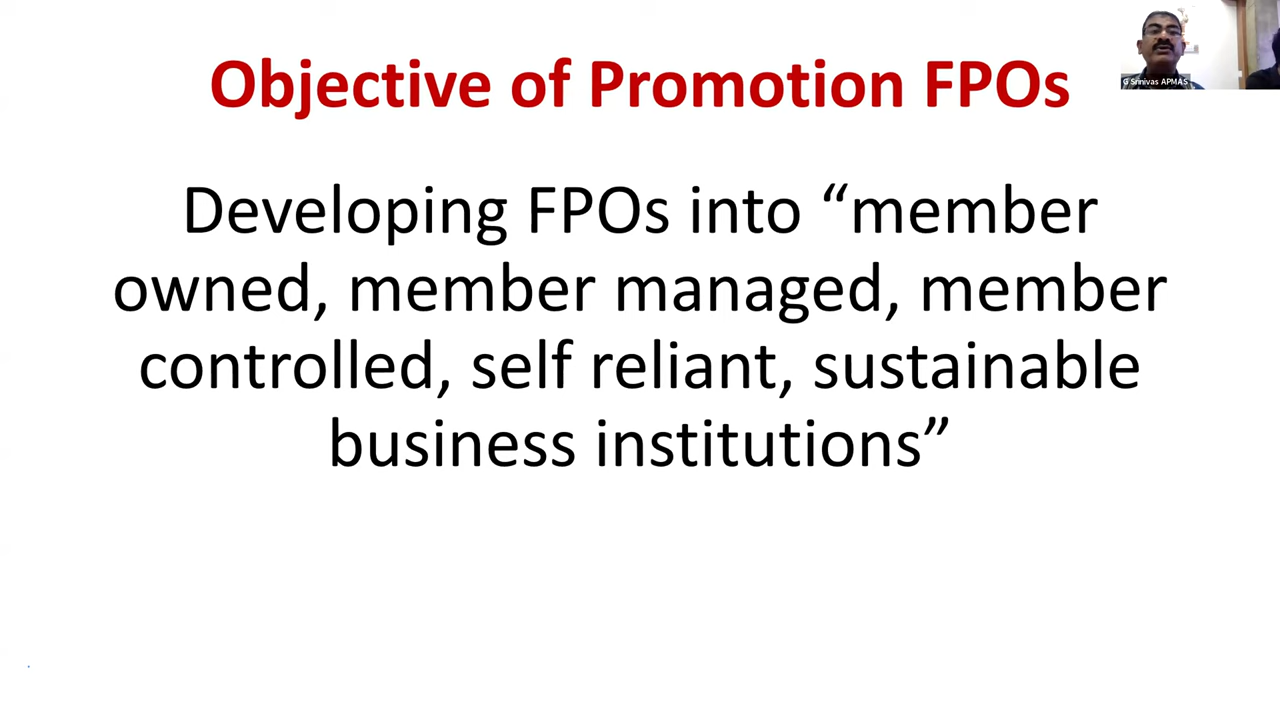 Objective of Promotion FPOs
G Srinivas APMAS
Developing FPOs into “member
owned, member managed, member
controlled, self reliant, sustainable
business institutions”